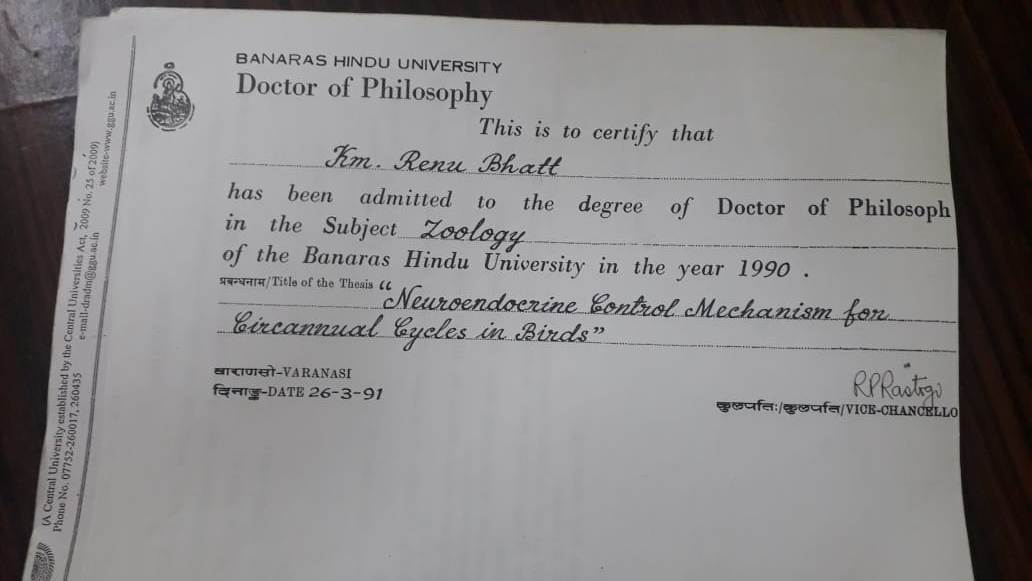 BANARAS HINDU UNIVERSITY
Doctor of Philosophy
This is to certify that
Km. Renu Bhatt
has been admitted to the degree of Doctor of Philosoph
in the Subject Zoology
of the Banaras Hindu University in the year 1990 .
प्रबन्धनाम/Title of the Thesis “Neuroendocrine Control Mechanism for
Circannual Cycles in Birds”
वाराणसी-VARANASI
दिनाङ्क-DATE 26-3-91
RPRastogi
कुलपतिः/कुलपति/VICE-CHANCELLO
(A Central University established by the Central Universities Act, 2009 No. 25 of 2009)
Phone No. 07752-260017, 260435 e-mail-dradm@ggu.ac.in website-www.ggu.ac.in